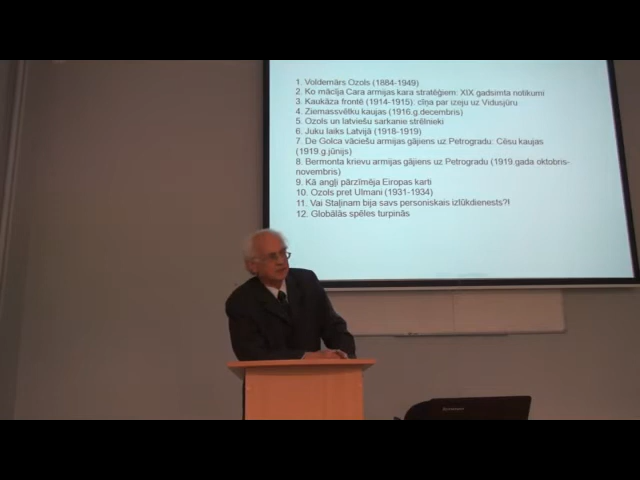 1. Voldemārs Ozols (1884-1949)
2. Ko mācīja Cara armijas kara stratēģiem: XIX gadsimta notikumi
3. Kaukāza frontē (1914-1915), cīņa par izeju uz Vidusjūru
4. Ziemassvētku kaujas (1916.g.decembris)
5. Ozols un latviešu sarkanie strēlnieki
6. Juku laiks Latvijā (1918-1919)
7. De Golca vāciešu armijas gājiens uz Petrogradu: Cēsu kaujas
(1919.g.jūnijs)
8. Bermonta krievu armijas gājiens uz Petrogradu (1919.gada oktobris-
novembris)
9. Kā angļi pārzīmēja Eiropas karti
10. Ozols pret Ulmani (1931-1934)
11. Vai Staļinam bija savs personiskais izlūkdienests?!
12. Globālās spēles turpinās
lenovo